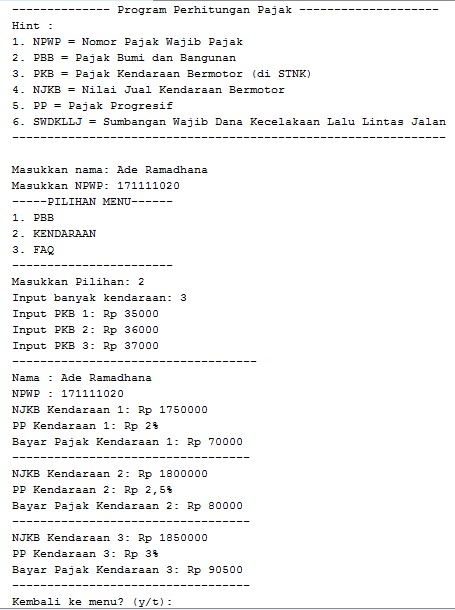 -------------- Program Perhitungan Pajak --------------------
Hint :
1. NPWP = Nomor Pajak Wajib Pajak
2. PBB = Pajak Bumi dan Bangunan
3. PKB = Pajak Kendaraan Bermotor (di STNK)
4. NJKB = Nilai Jual Kendaraan Bermotor
5. PP = Pajak Progresif
6. SWDKLLJ = Sumbangan Wajib Dana Kecelakaan Lalu Lintas Jalan
--------------------------------------------------------------
Masukkan nama: Ade Ramadhana
Masukkan NPWP: 171111020
-----PILIHAN MENU------
1. PBB
2. KENDARAAN
3. FAQ
-----------------------
Masukkan Pilihan: 2
Input banyak kendaraan: 3
Input PKB 1: Rp 35000
Input PKB 2: Rp 36000
Input PKB 3: Rp 37000
-----------------------------------
Nama : Ade Ramadhana
NPWP : 171111020
NJKB Kendaraan 1: Rp 1750000
PP Kendaraan 1: Rp 2%
Bayar Pajak Kendaraan 1: Rp 70000
----------------------------------
NJKB Kendaraan 2: Rp 1800000
PP Kendaraan 2: Rp 2,5%
Bayar Pajak Kendaraan 2: Rp 80000
----------------------------------
NJKB Kendaraan 3: Rp 1850000
PP Kendaraan 3: Rp 3%
Bayar Pajak Kendaraan 3: Rp 90500
----------------------------------
Kembali ke menu? (y/t):